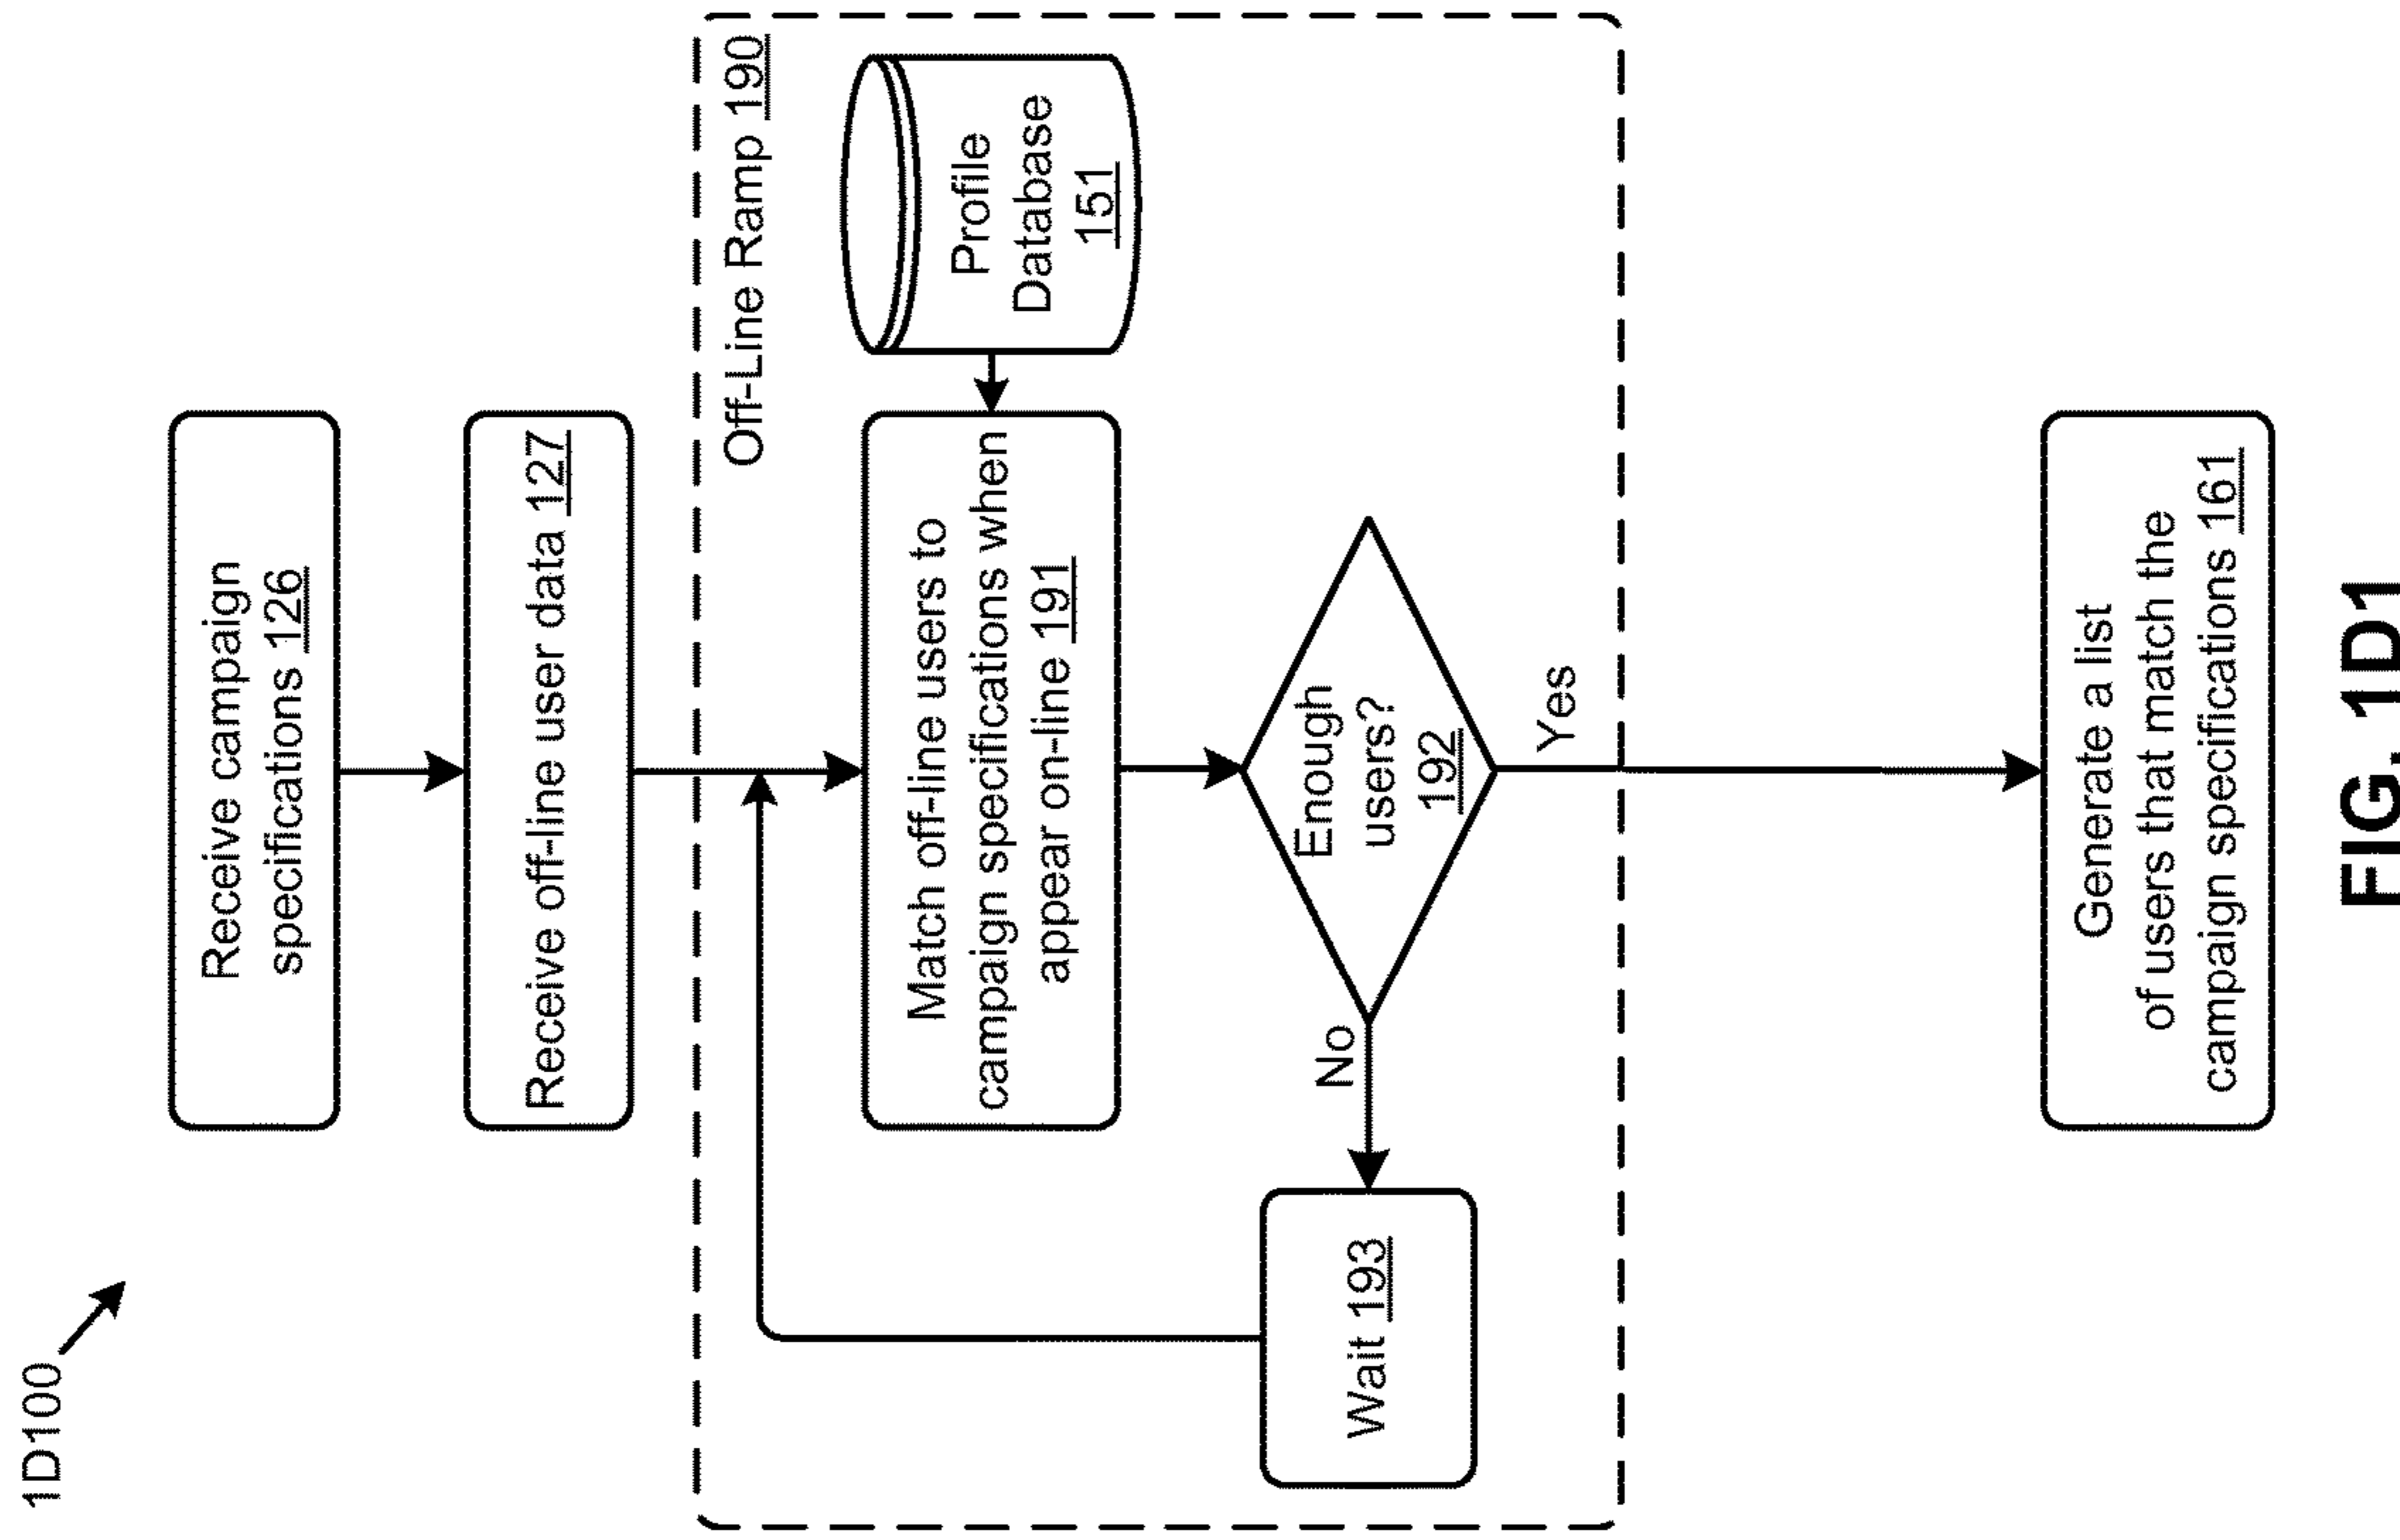 1D100
Receive campaign
specifications 126
Receive off-line user data 127
Off-Line Ramp 190
Match off-line users to
campaign specifications when
appear on-line 191
Profile
Database
151
Enough
users?
192
No
Yes
Wait 193
Generate a list
of users that match the
campaign specifications 161
FIG. 1D1